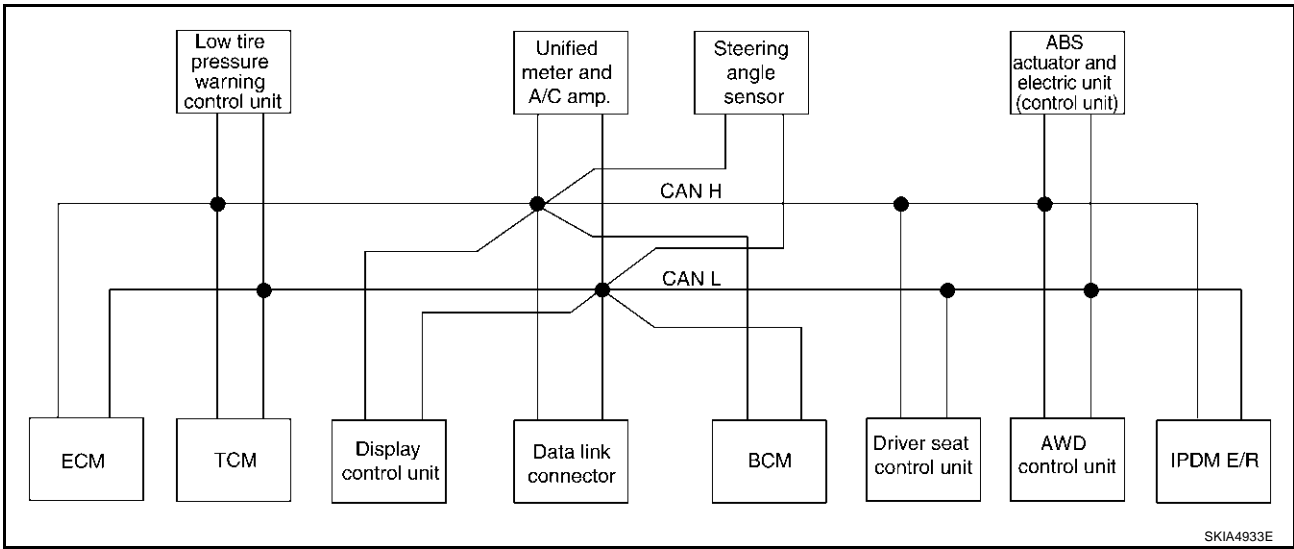 Low tire
pressure
warning
control unit
Unified
meter and
A/C amp.
Steering
angle
sensor
ABS
actuator and
electric unit
(control unit)
CAN H
CAN L
ECM
TCM
Display
control unit
Data link
connector
BCM
Driver seat
control unit
AWD
control unit
IPDM E/R
SKIA4933E